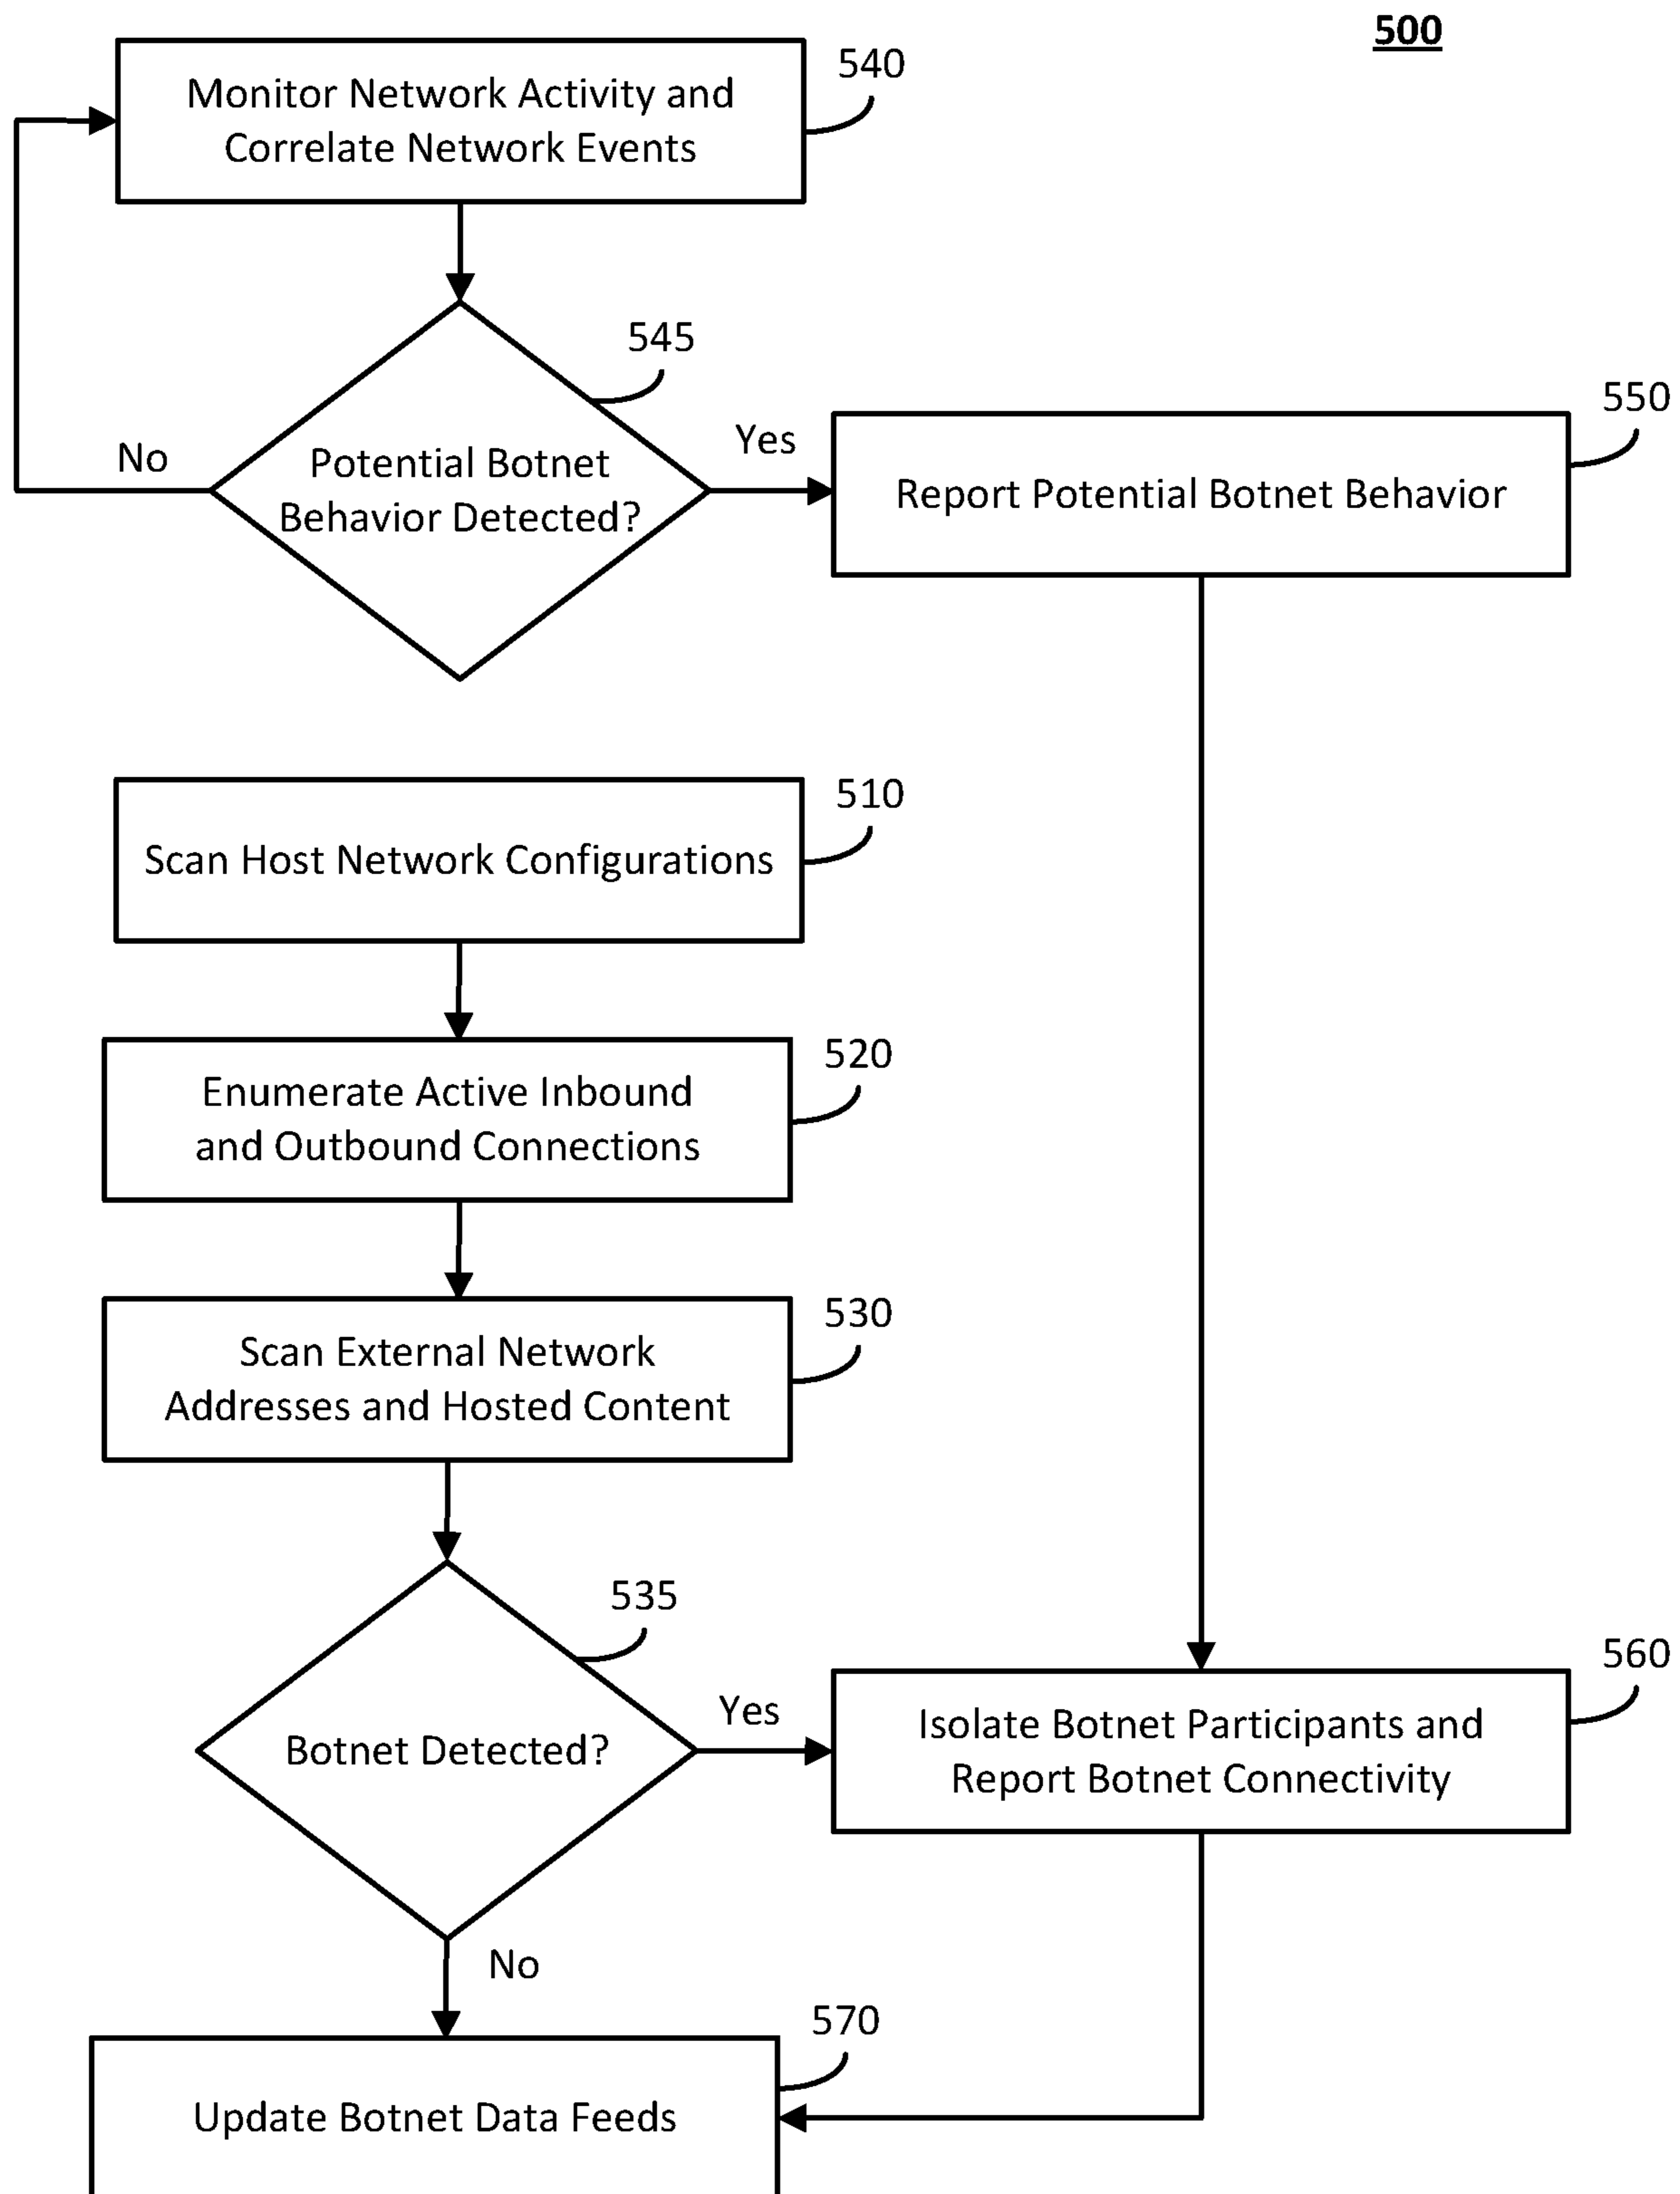 500
Monitor Network Activity and
Correlate Network Events
540
Potential Botnet
Behavior Detected?
545
No
Yes
Report Potential Botnet Behavior
550
Scan Host Network Configurations
510
Enumerate Active Inbound
and Outbound Connections
520
Scan External Network
Addresses and Hosted Content
530
Botnet Detected?
535
Yes
Isolate Botnet Participants and
Report Botnet Connectivity
560
No
Update Botnet Data Feeds
570